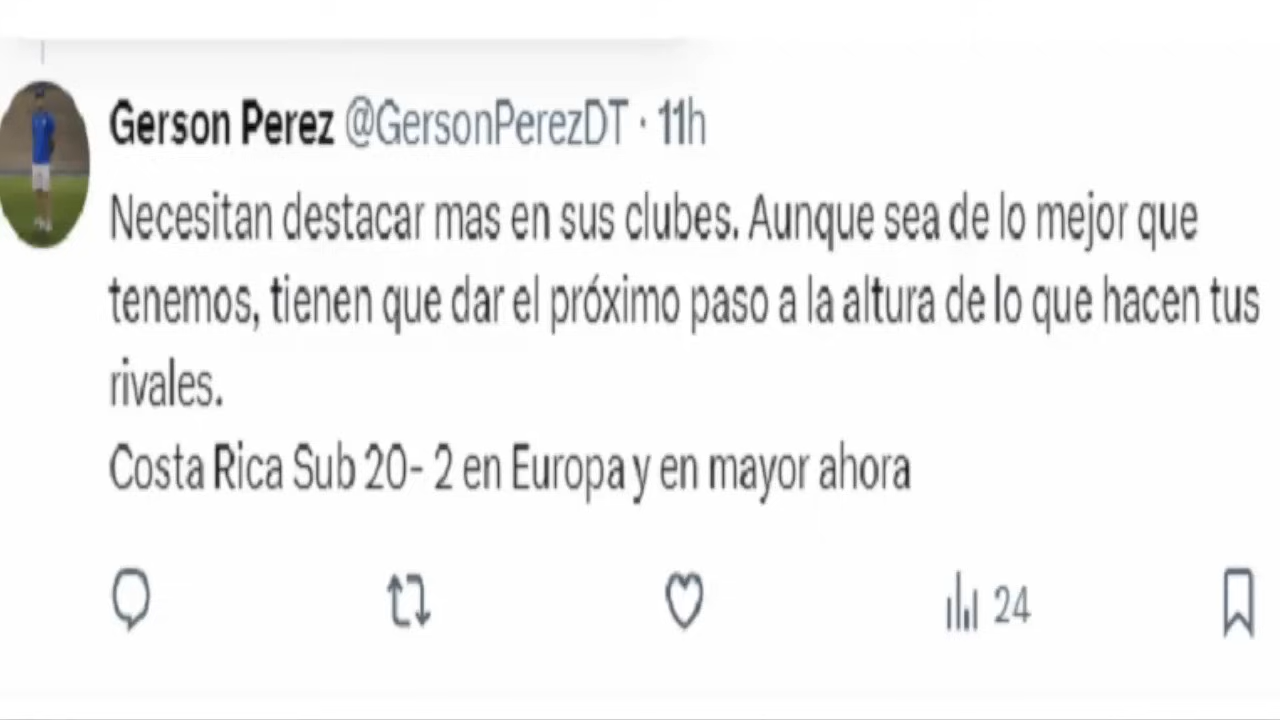 Gerson Perez @GersonPerezDT · 11h
Necesitan destacar mas en sus clubes. Aunque sea de lo mejor que
tenemos, tienen que dar el próximo paso a la altura de lo que hacen tus
rivales.
Costa Rica Sub 20- 2 en Europa y en mayor ahora
24